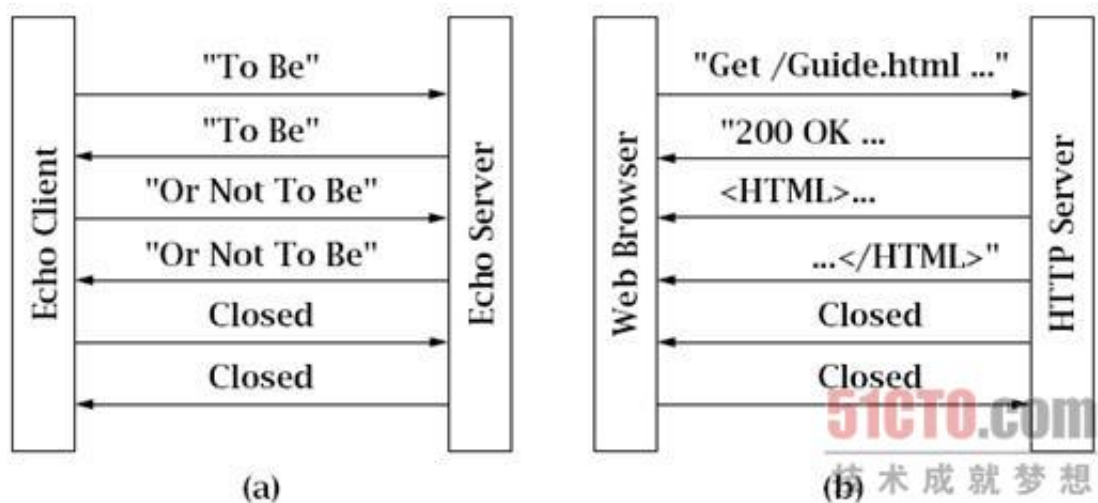 Echo Client
"To Be"
"To Be"
"Or Not To Be"
"Or Not To Be"
Closed
Closed
Echo Server
(a)
Web Browser
"Get /Guide.html ..."
"200 OK ...
<HTML>...
...</HTML>"
Closed
Closed
HTTP Server
(b)
51CTO.com
技术成就梦想